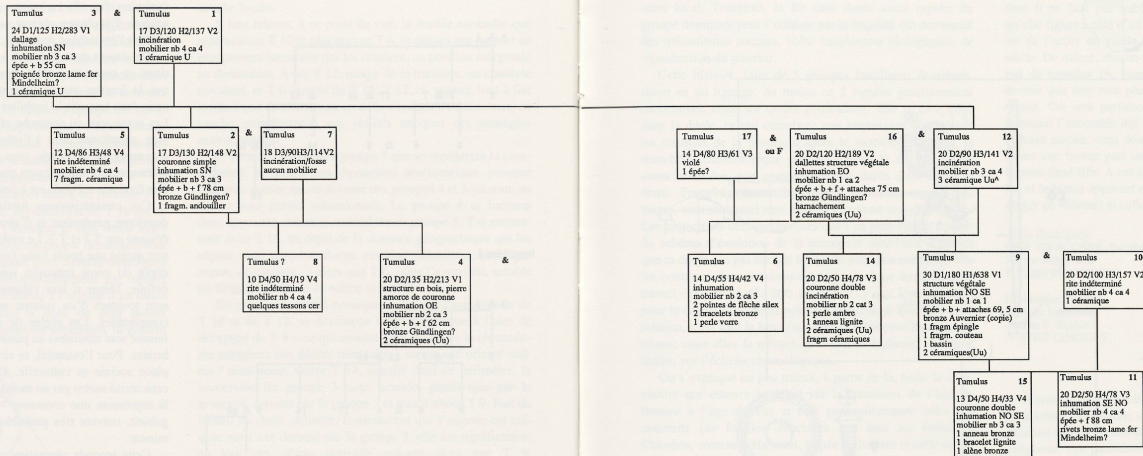 Tumulus 3
24 D1/125 H2/283 V1
dallage
inhumation SN
mobilier nb 3 ca 3
épée + b 55 cm
poignée bronze lame fer
Mindelheim?
1 céramique U
&
Tumulus 1
17 D3/120 H2/137 V2
incinération
mobilier nb 4 ca 4
1 céramique U
Tumulus 5
12 D4/86 H3/48 V4
rite indéterminé
mobilier nb 4 ca 4
7 fragm. céramique
Tumulus 2
17 D3/130 H2/148 V2
couronne simple
inhumation SN
mobilier nb 3 ca 3
épée + b + f 78 cm
bronze Gündlingen?
1 fragm. andouiller
&
Tumulus 7
18 D3/90H3/114V2
incinération/fosse
aucun mobilier
Tumulus ? 8
10 D4/50 H4/19 V4
rite indéterminé
mobilier nb 4 ca 4
quelques tessons cer
Tumulus 4
20 D2/135 H2/213 V1
structure en bois, pierre
amorce de couronne
inhumation OE
mobilier nb 2 ca 3
épée + b + f 62 cm
bronze Gündlingen?
2 céramiques (Uu)
&
Tumulus 17
14 D4/80 H3/61 V3
violé
1 épée?
&
ou F
Tumulus 16
20 D2/120 H2/189 V2
dallettes structure végétale
inhumation EO
mobilier nb 1 ca 2
épée + b + f + attaches 75 cm
bronze Gündlingen?
harnachement
2 céramiques (Uu)
&
Tumulus 12
20 D2/90 H3/141 V2
incinération
mobilier nb 3 ca 4
3 céramique Uu^
Tumulus 6
14 D4/55 H4/42 V4
inhumation
mobilier nb 2 ca 3
2 pointes de flèche silex
2 bracelets bronze
1 perle verre
Tumulus 14
20 D2/50 H4/78 V3
couronne double
incinération
mobilier nb 2 cat 3
1 perle ambre
1 anneau lignite
2 céramiques (Uu)
fragm céramiques
Tumulus 9
30 D1/180 H1/638 V1
structure végétale
inhumation NO SE
mobilier nb 1 ca 1
épée + b + attaches 69, 5 cm
bronze Auvernier (copie)
1 fragm épingle
1 fragm. couteau
1 bassin
2 céramiques(Uu)
&
Tumulus 10
20 D2/100 H3/157 V2
rite indéterminé
mobilier nb 4 ca 4
1 céramique
Tumulus 15
13 D4/50 H4/33 V4
couronne double
inhumation NO SE
mobilier nb 3 ca 3
1 anneau bronze
1 bracelet lignite
1 alène bronze
Tumulus 11
20 D2/50 H4/78 V3
inhumation SE NO
mobilier nb 4 ca 4
épée + f 88 cm
rivets bronze lame fer
Mindelheim?